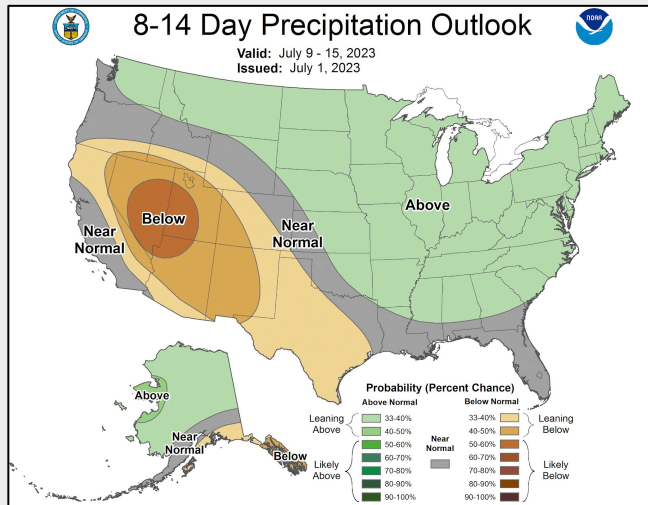 8-14 Day Precipitation Outlook
NOAA
Valid: July 9 - 15, 2023
Issued: July 1, 2023
Above
Below
Near
Normal
Near
Normal
Above
Near
Normal
Below
Probability (Percent Chance)
Above Normal
Below Normal
Leaning
Above
33-40%
40-50%
Likely
Above
50-60%
60-70%
70-80%
80-90%
90-100%
Near
Normal
33-40%
40-50%
Leaning
Below
50-60%
60-70%
70-80%
80-90%
90-100%
Likely
Below